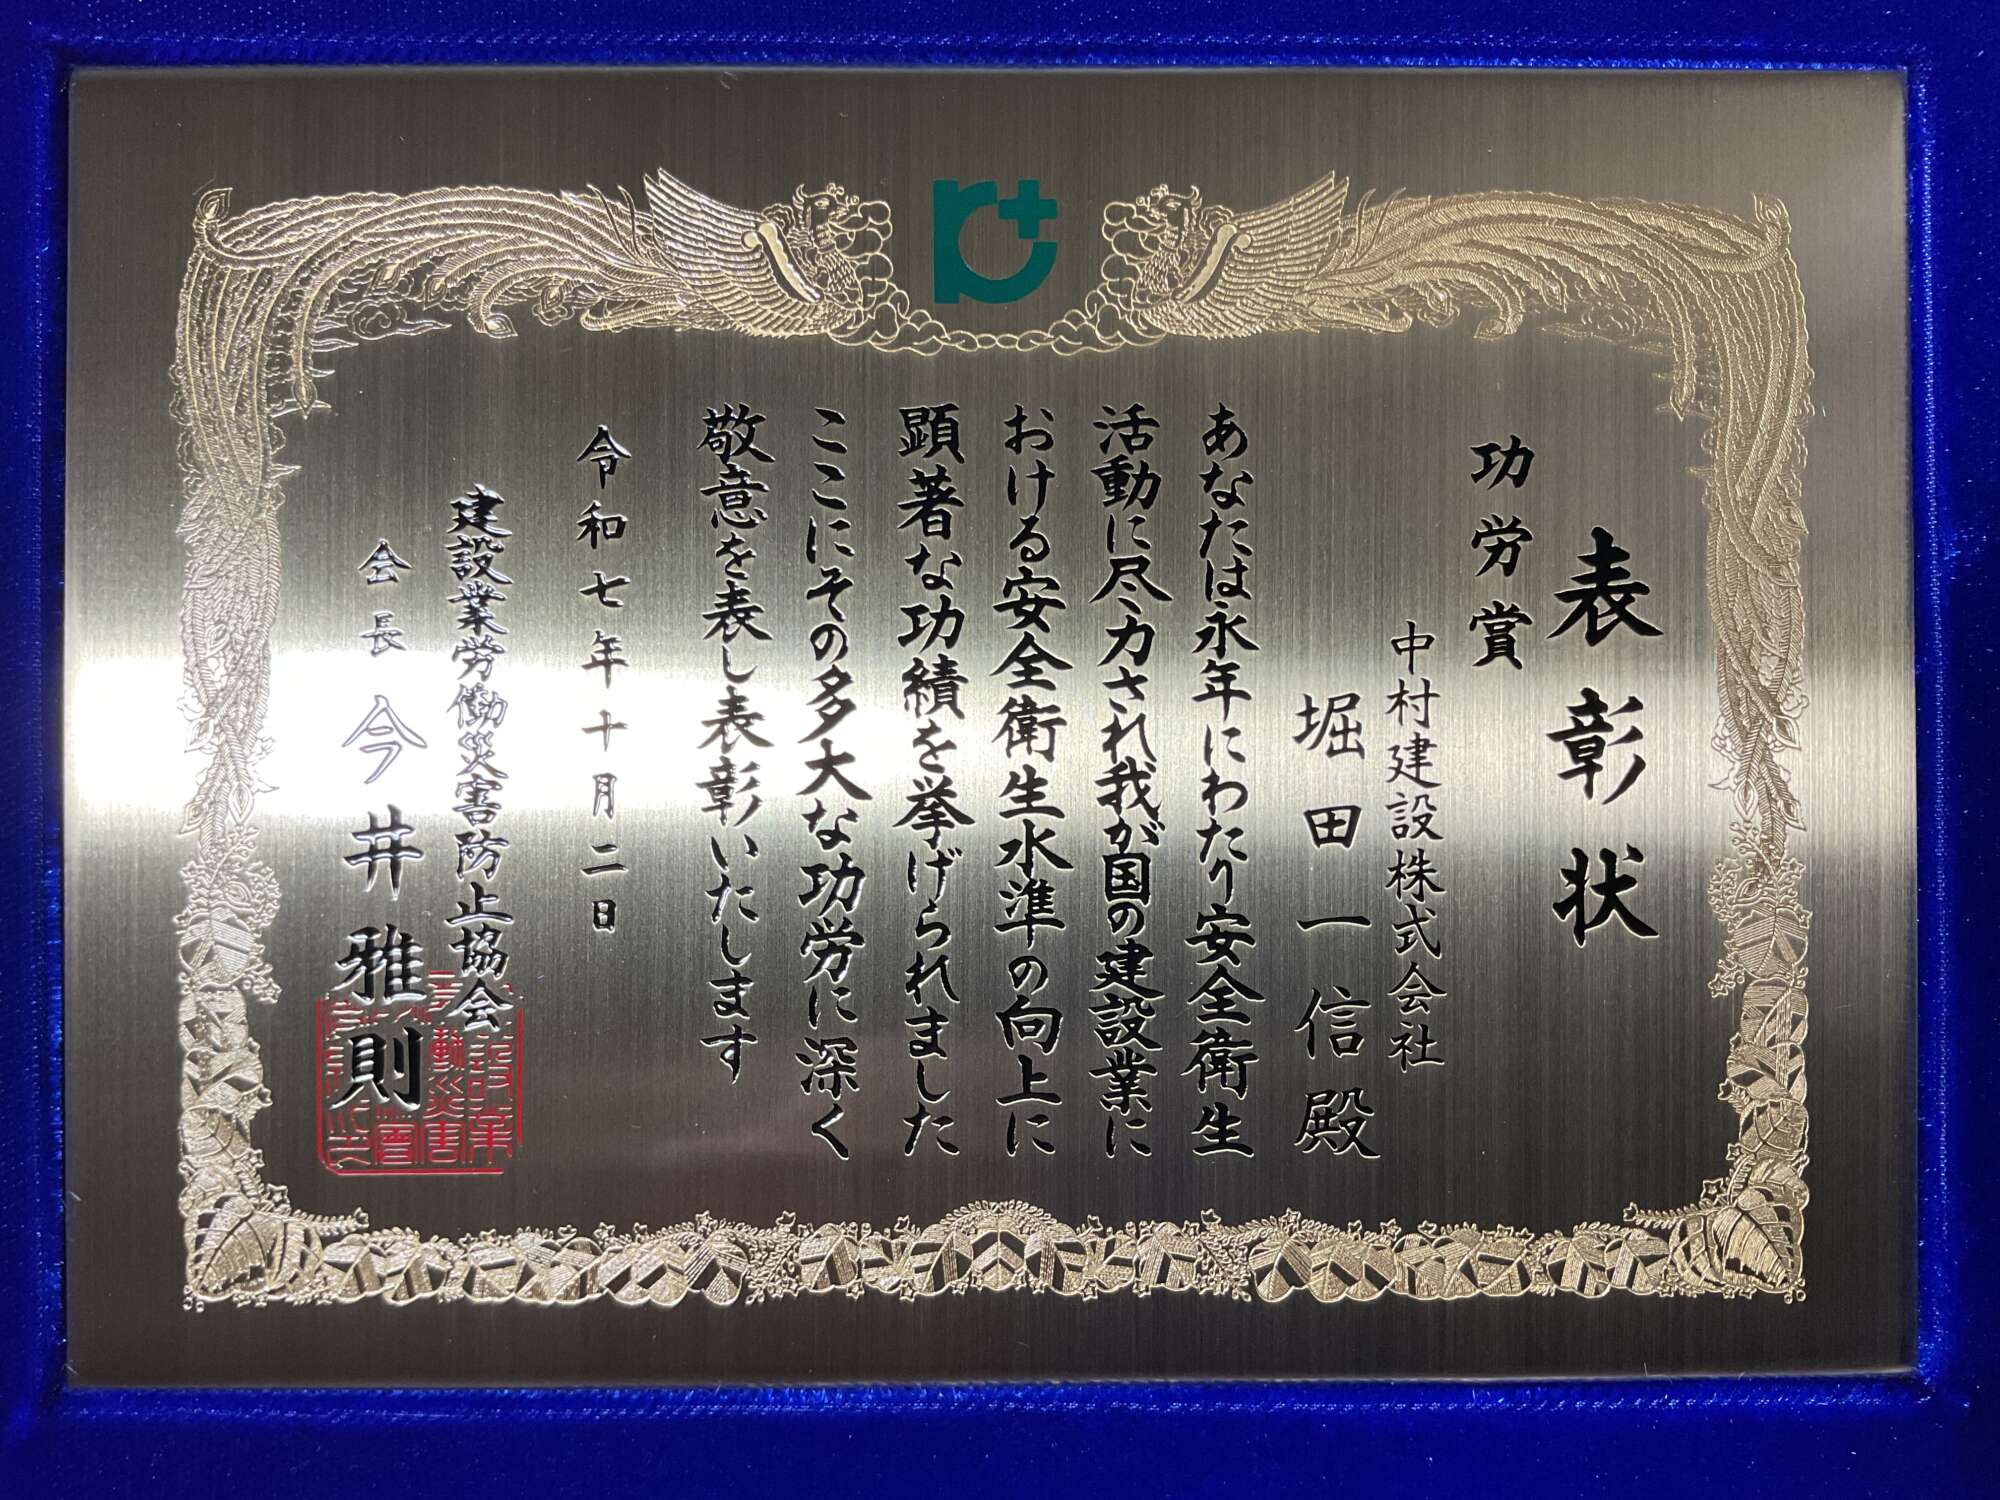 表彰状
功労賞
中村建設株式会社
堀田一信殿
あなたは永年にわたり安全衛生
活動に尽力され我が国の建設業に
おける安全衛生水準の向上に
顕著な功績を挙げられました
ここにその多大な功労に深く
敬意を表し表彰いたします
令和七年十月二日
建設業労働災害防止協会
会長 今井雅則